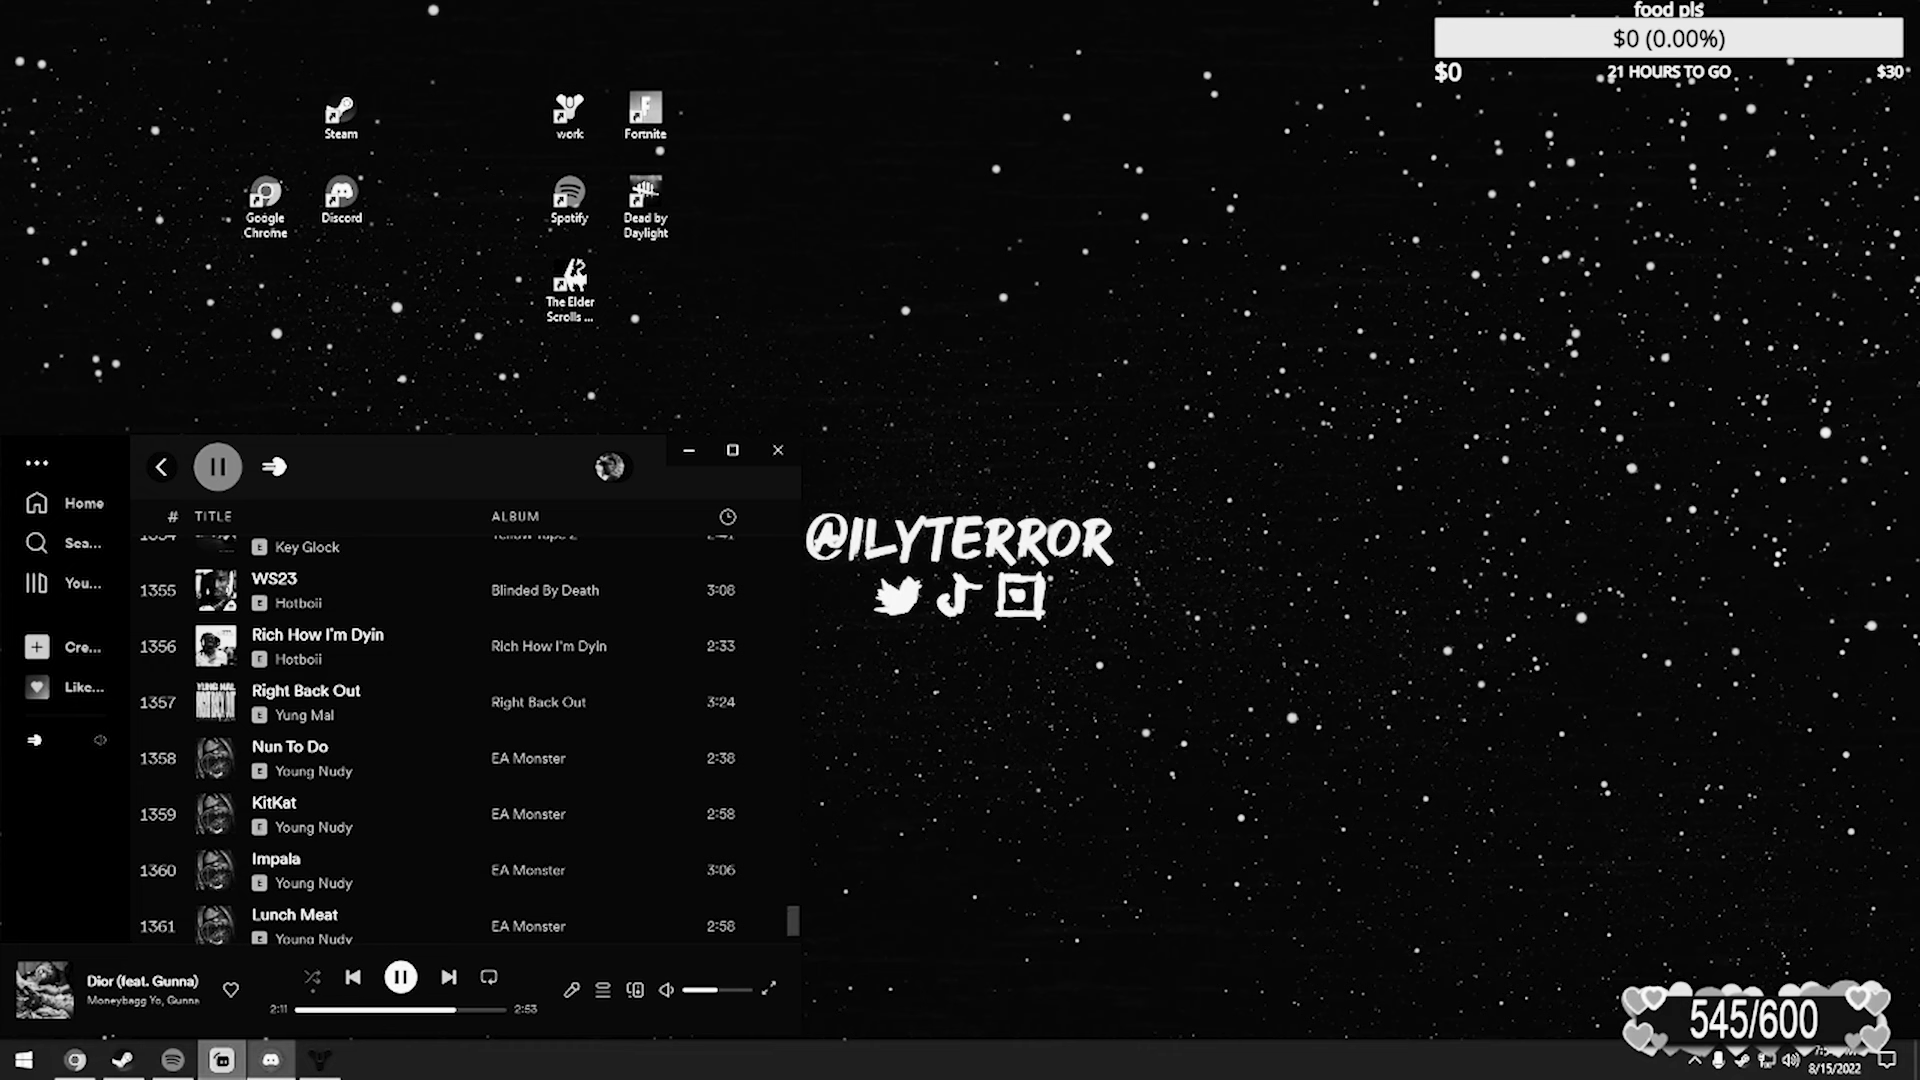 food pls
$0 (0.00%)
$0
21 HOURS TO GO
$30
Steam
work
Fortnite
Google
Chrome
Discord
Spotify
Dead by
Daylight
The Elder
Scrolls ...
Home
Sea...
You...
Cre...
Like...
# TITLE ALBUM
E Key Glock
1355 WS23 Blinded By Death 3:08
E Hotboii
1356 Rich How I'm Dyin Rich How I'm Dyin 2:33
E Hotboii
1357 Right Back Out Right Back Out 3:24
E Yung Mal
1358 Nun To Do EA Monster 2:38
E Young Nudy
1359 KitKat EA Monster 2:58
E Young Nudy
1360 Impala EA Monster 3:06
E Young Nudy
1361 Lunch Meat EA Monster 2:58
E Young Nudy
@ILYTERROR
Dior (feat. Gunna)
Moneybagg Yo, Gunna
2:11
2:53
545/600
8/15/2022